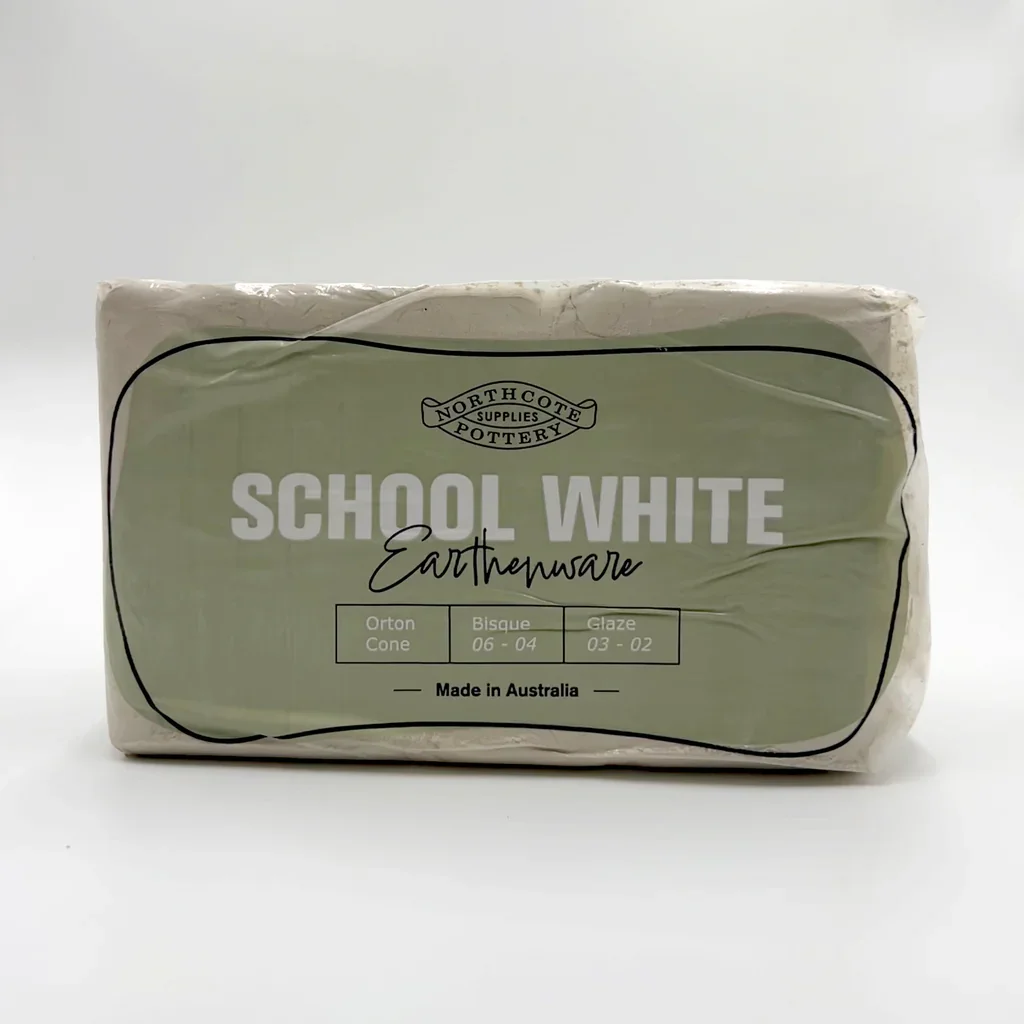 NORTHCOTE
SUPPLIES
POTTERY
SCHOOL WHITE
Earthenware
Orton Cone
Bisque 06 - 04
Glaze 03 - 02
Made in Australia